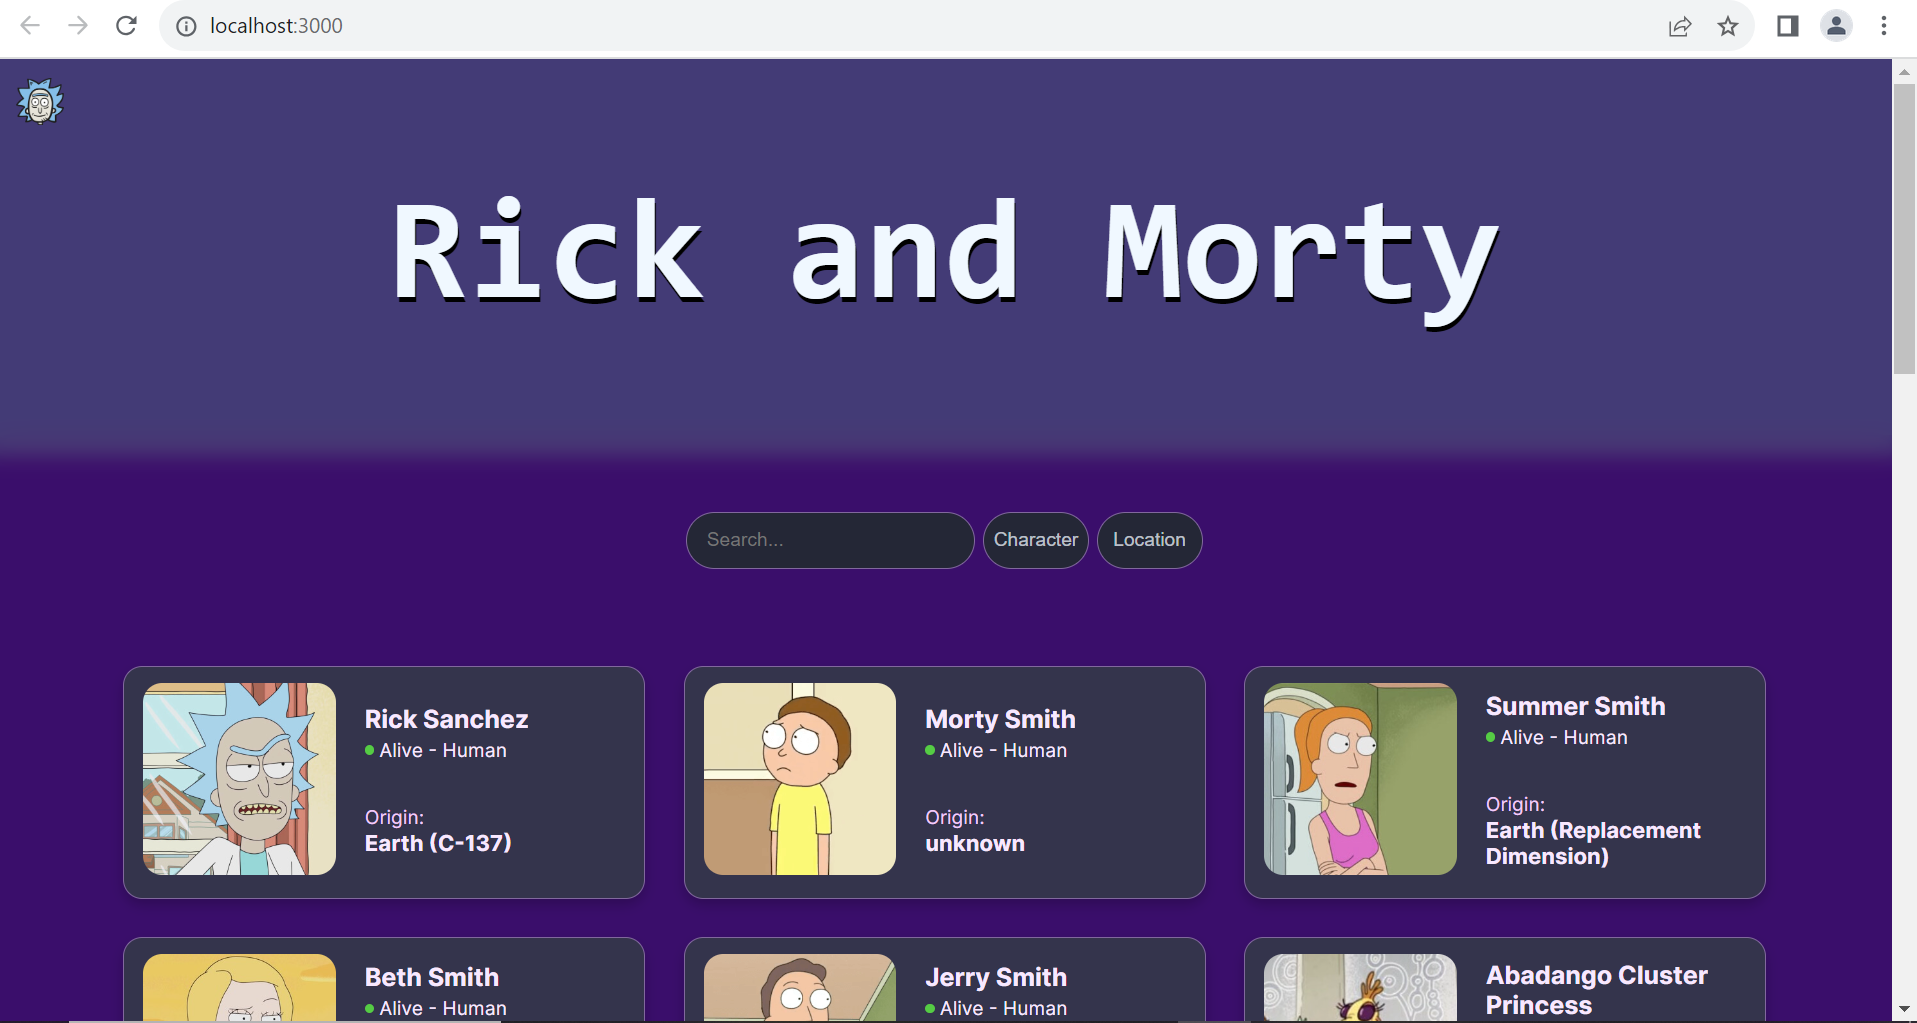 localhost:3000
Rick and Morty
Search...
Character
Location
Rick Sanchez
Alive - Human
Origin:
Earth (C-137)
Morty Smith
Alive - Human
Origin:
unknown
Summer Smith
Alive - Human
Origin:
Earth (Replacement
Dimension)
Beth Smith
Alive - Human
Jerry Smith
Alive - Human
Abadango Cluster
Princess